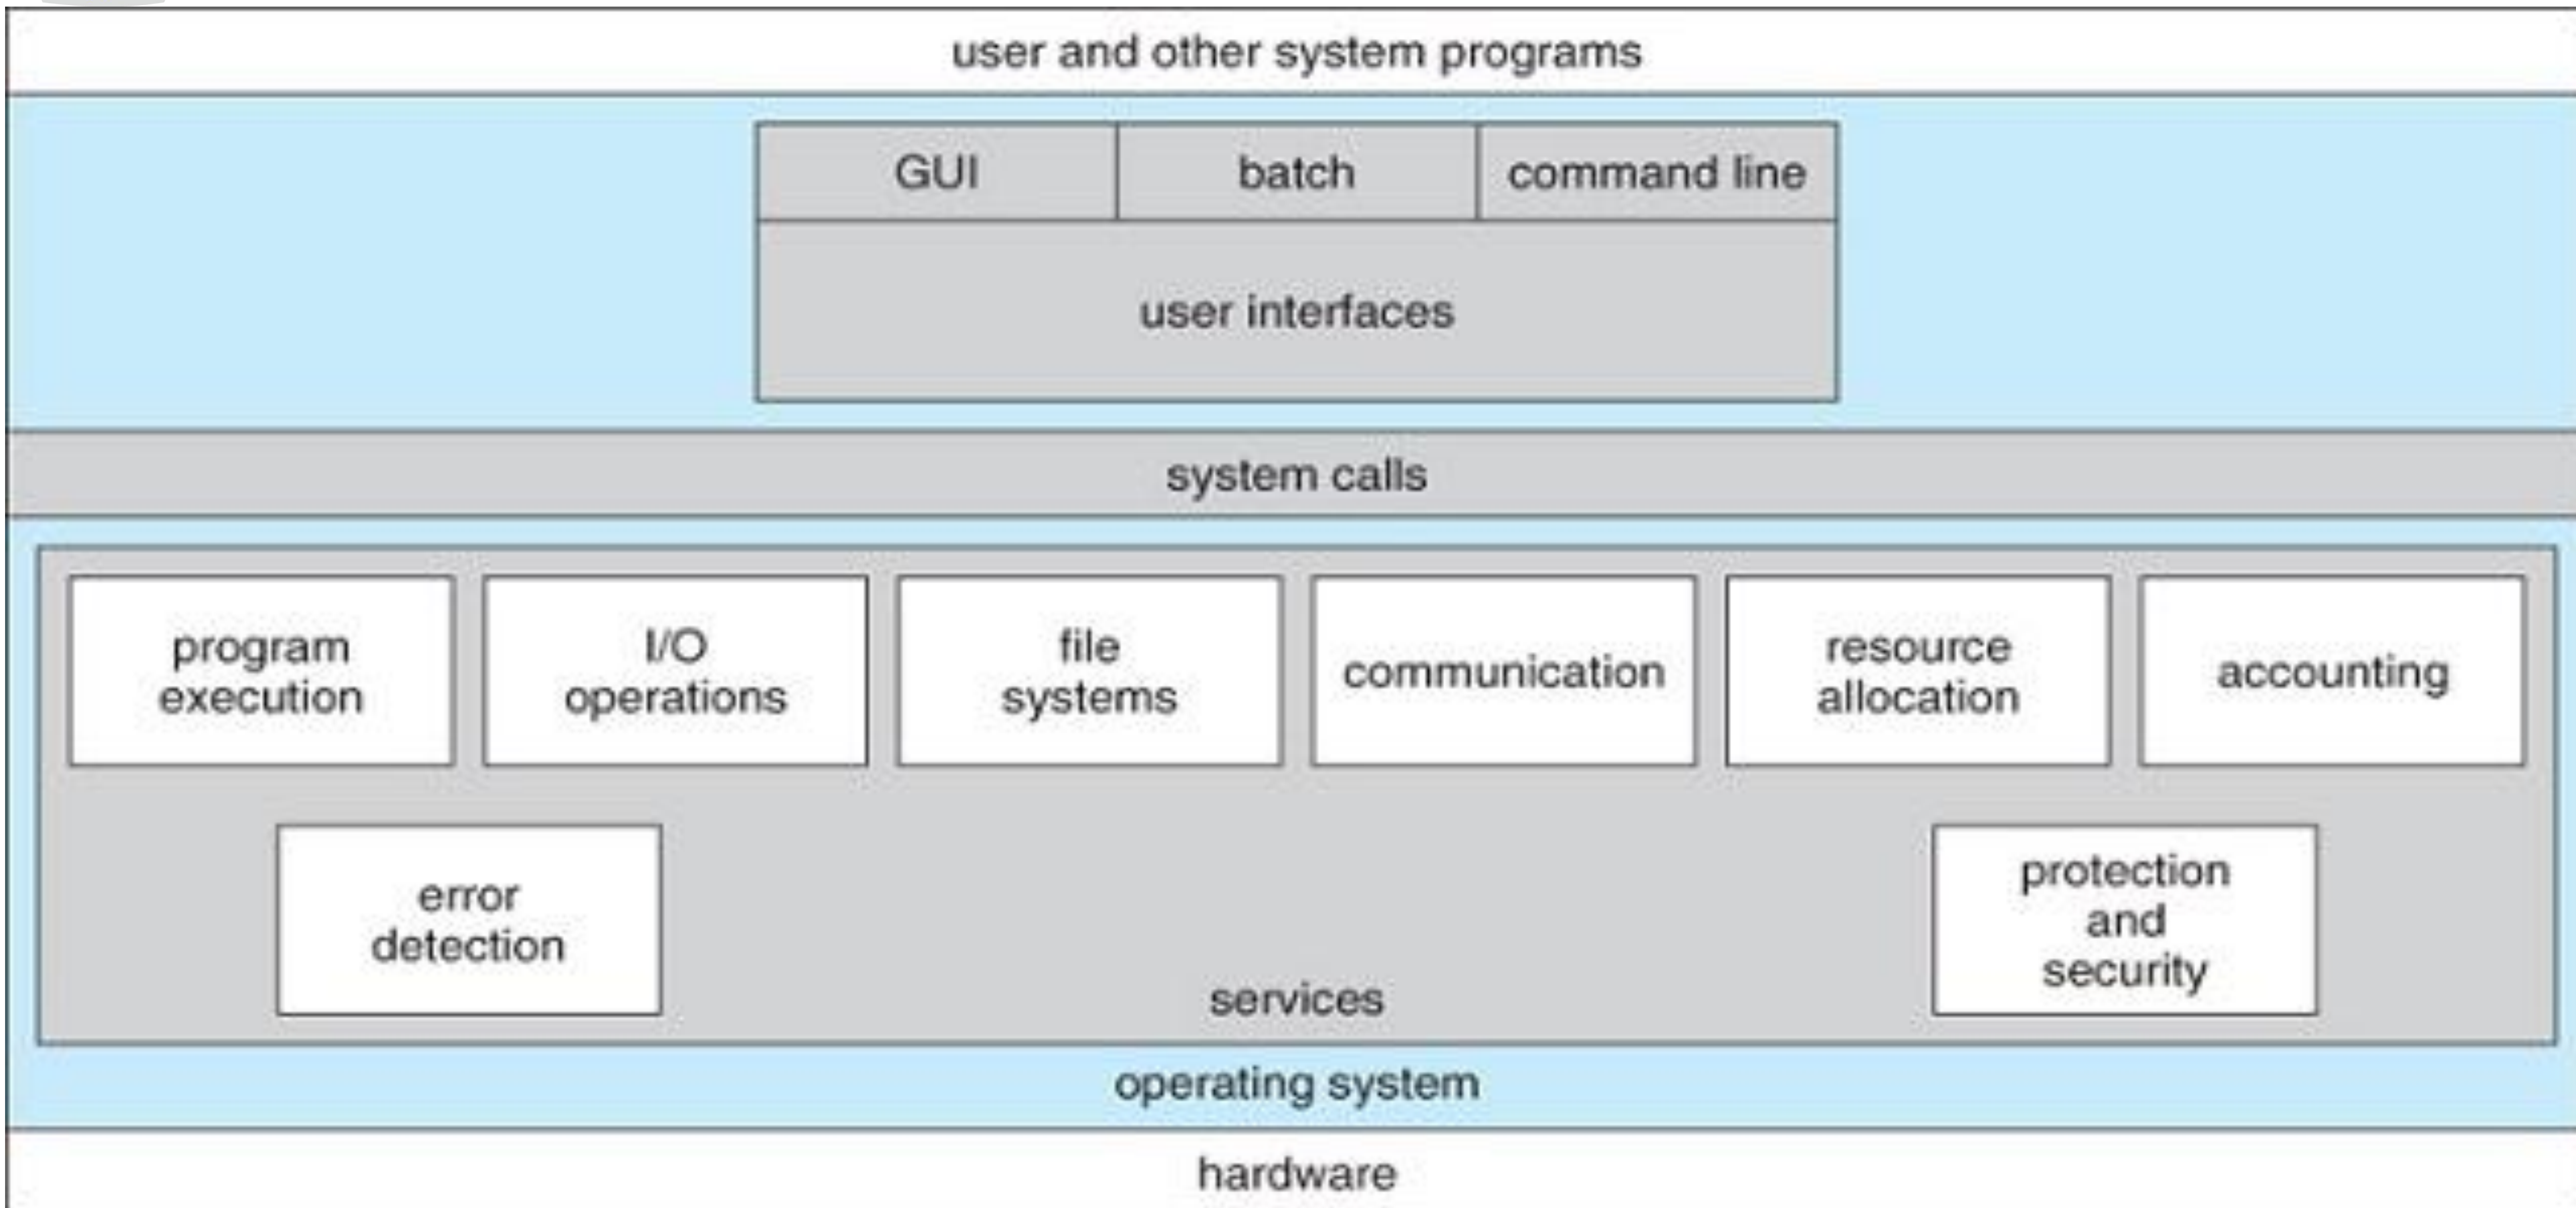 user and other system programs
GUI
batch
command line
user interfaces
system calls
program
execution
I/O
operations
file
systems
communication
resource
allocation
accounting
error
detection
protection
and
security
services
operating system
hardware